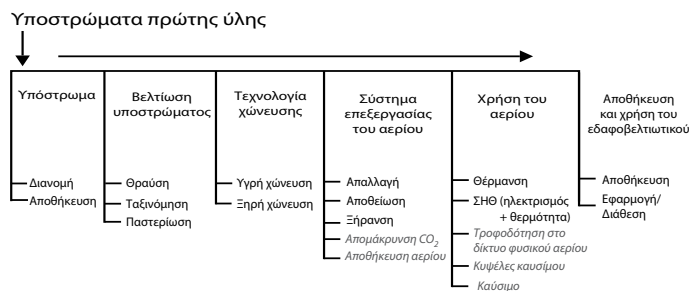 Υποστρώματα πρώτης ύλης
Υπόστρωμα
Διανομή
Αποθήκευση
Βελτίωση
υποστρώματος
Θραύση
Ταξινόμηση
Παστερίωση
Τεχνολογία
χώνευσης
Υγρή χώνευση
Ξηρή χώνευση
Σύστημα
επεξεργασίας
του αερίου
Απαλλαγή
Αποθείωση
Ξήρανση
Απομάκρυνση CO₂
Αποθήκευση αερίου
Χρήση του
αερίου
Θέρμανση
ΣΗΘ (ηλεκτρισμός
+ θερμότητα)
Τροφοδότηση στο
δίκτυο φυσικού αερίου
Κυψέλες καυσίμου
Καύσιμο
Αποθήκευση
και χρήση του
εδαφοβελτιωτικού
Αποθήκευση
Εφαρμογή/
Διάθεση